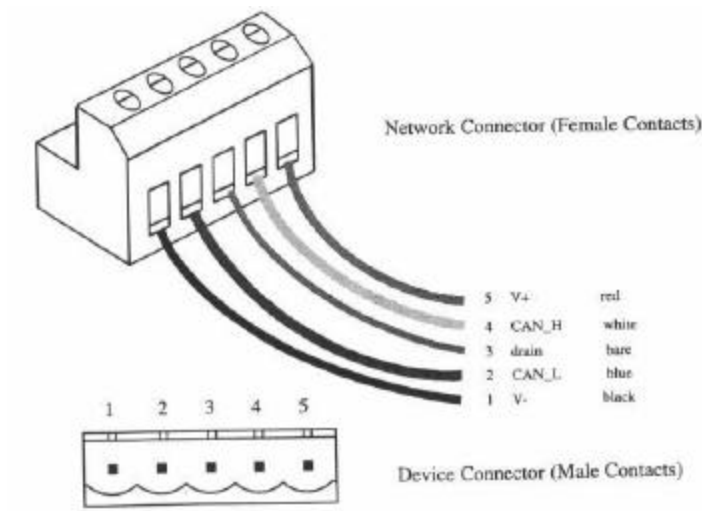 Network Connector (Female Contacts)
5 V+ red
4 CAN_H white
3 drain bare
2 CAN_L blue
1 V- black
1 2 3 4 5
Device Connector (Male Contacts)